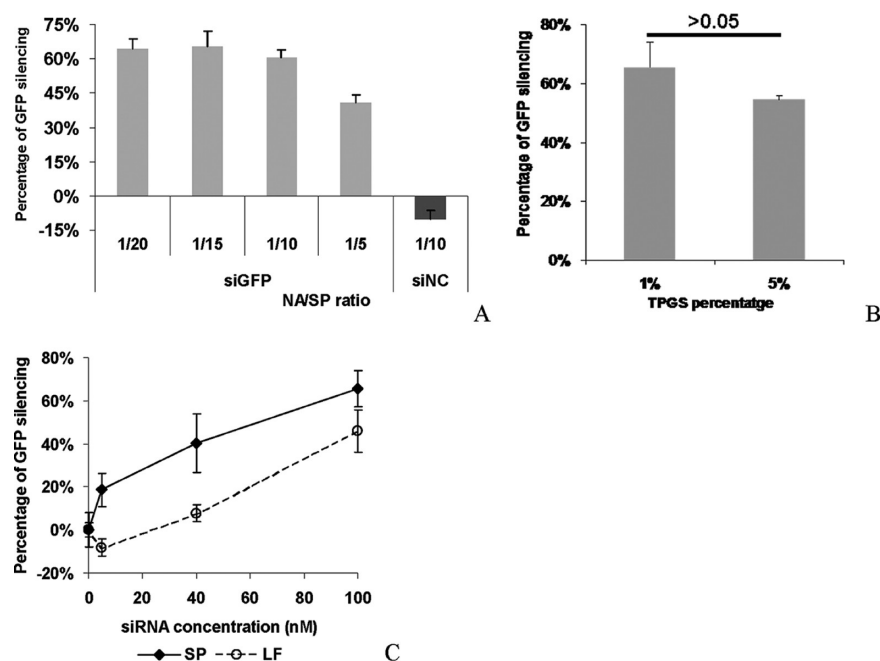 Percentage of GFP silencing
75%
60%
45%
30%
15%
0%
-15%
1/20 1/15 1/10 1/5 1/10
siGFP siNC
NA/SP ratio
A
Percentage of GFP silencing
80%
60%
40%
20%
0%
>0.05
1% 5%
TPGS percentatge
B
Percentage of GFP silencing
80%
60%
40%
20%
0%
-20%
0 20 40 60 80 100
siRNA concentration (nM)
SP LF
C